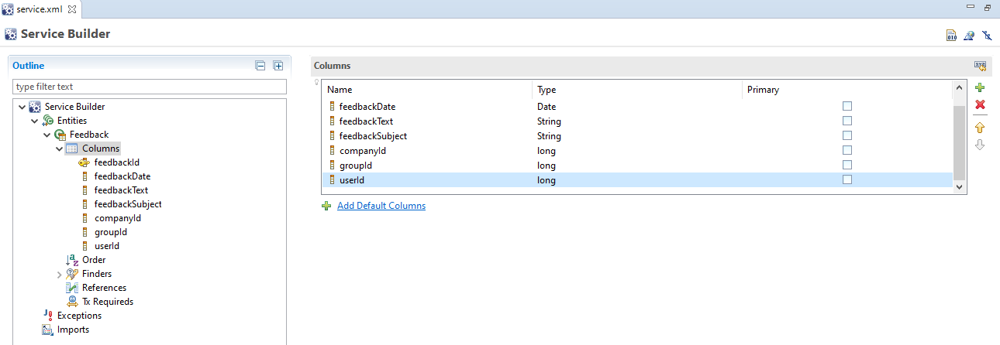 service.xml
Service Builder
Outline
type filter text
Service Builder
Entities
Feedback
Columns
feedbackId
feedbackDate
feedbackText
feedbackSubject
companyId
groupId
userId
Order
Finders
References
Tx Requireds
Exceptions
Imports
Columns
Name Type Primary
feedbackDate Date
feedbackText String
feedbackSubject String
companyId long
groupId long
userId long
Add Default Columns